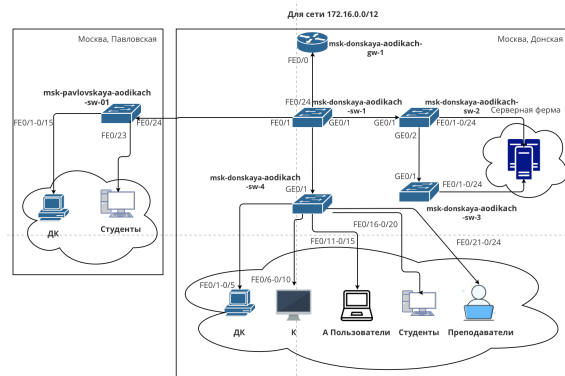 Для сети 172.16.0.0/12
Москва, Павловская
Москва, Донская
msk-donskaya-aodikach-
gw-1
FE0/0
msk-pavlovskaya-aodikach
-sw-01
FE0/1-0/15
FE0/24
FE0/23
FE0/24
msk-donskaya-aodikach
-sw-1
FE0/1
GE0/1
msk-donskaya-aodikach-
sw-2
GE0/1
FE0/1-0/24
GE0/2
Серверная ферма
msk-donskaya-aodikach
-sw-4
GE0/1
GE0/1
FE0/1-0/24
msk-donskaya-aodikach
-sw-3
ДК
Студенты
FE0/16-0/20
FE0/11-0/15
FE0/21-0/24
FE0/6-0/10
FE0/1-0/5
ДК
К
А Пользователи
Студенты
Преподаватели